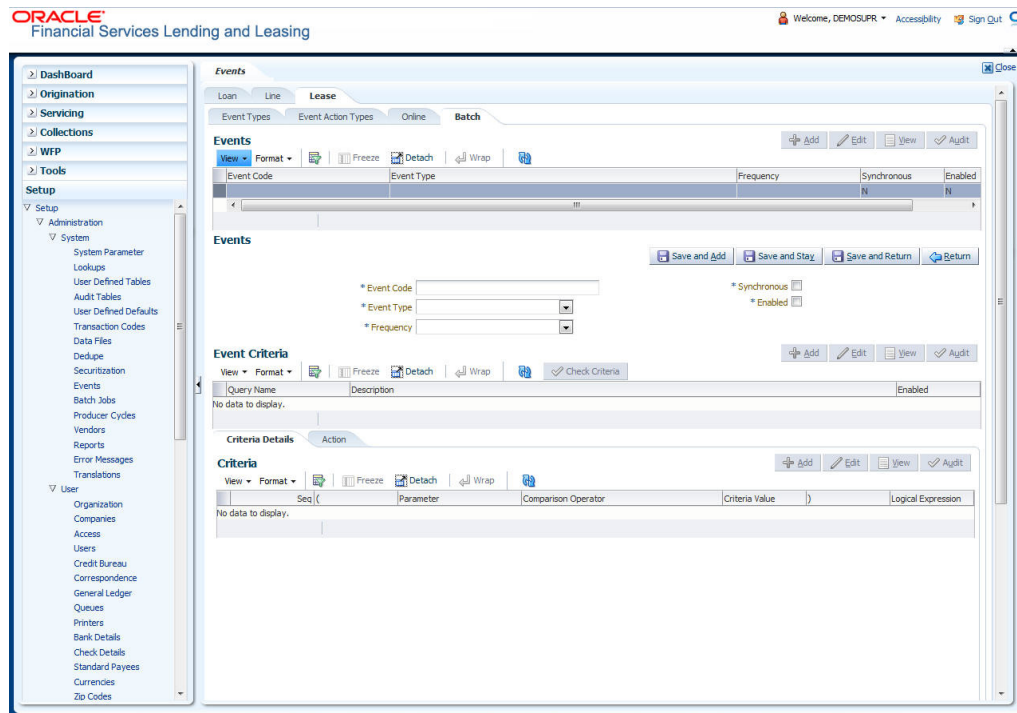 ORACLE
Financial Services Lending and Leasing
Welcome, DEMOSUPR
Accessibility
Sign Out
Close
DashBoard
Origination
Servicing
Collections
WFP
Tools
Setup
Setup
Administration
System
System Parameter
Lookups
User Defined Tables
Audit Tables
User Defined Defaults
Transaction Codes
Data Files
Dedupe
Securitization
Events
Batch Jobs
Producer Cycles
Vendors
Reports
Error Messages
Translations
User
Organization
Companies
Access
Users
Credit Bureau
Correspondence
General Ledger
Queues
Printers
Bank Details
Check Details
Standard Payees
Currencies
Zip Codes
Events
Loan Line Lease
Event Types Event Action Types Online Batch
Events
Add Edit View Audit
View Format Freeze Detach Wrap
Event Code Event Type Frequency Synchronous Enabled
N N
Events
Save and Add Save and Stay Save and Return Return
* Event Code * Synchronous
* Event Type * Enabled
* Frequency
Event Criteria
Add Edit View Audit
View Format Freeze Detach Wrap Check Criteria
Query Name Description Enabled
No data to display.
Criteria Details Action
Criteria
Add Edit View Audit
View Format Freeze Detach Wrap
Seq ( Parameter Comparison Operator Criteria Value ) Logical Expression
No data to display.